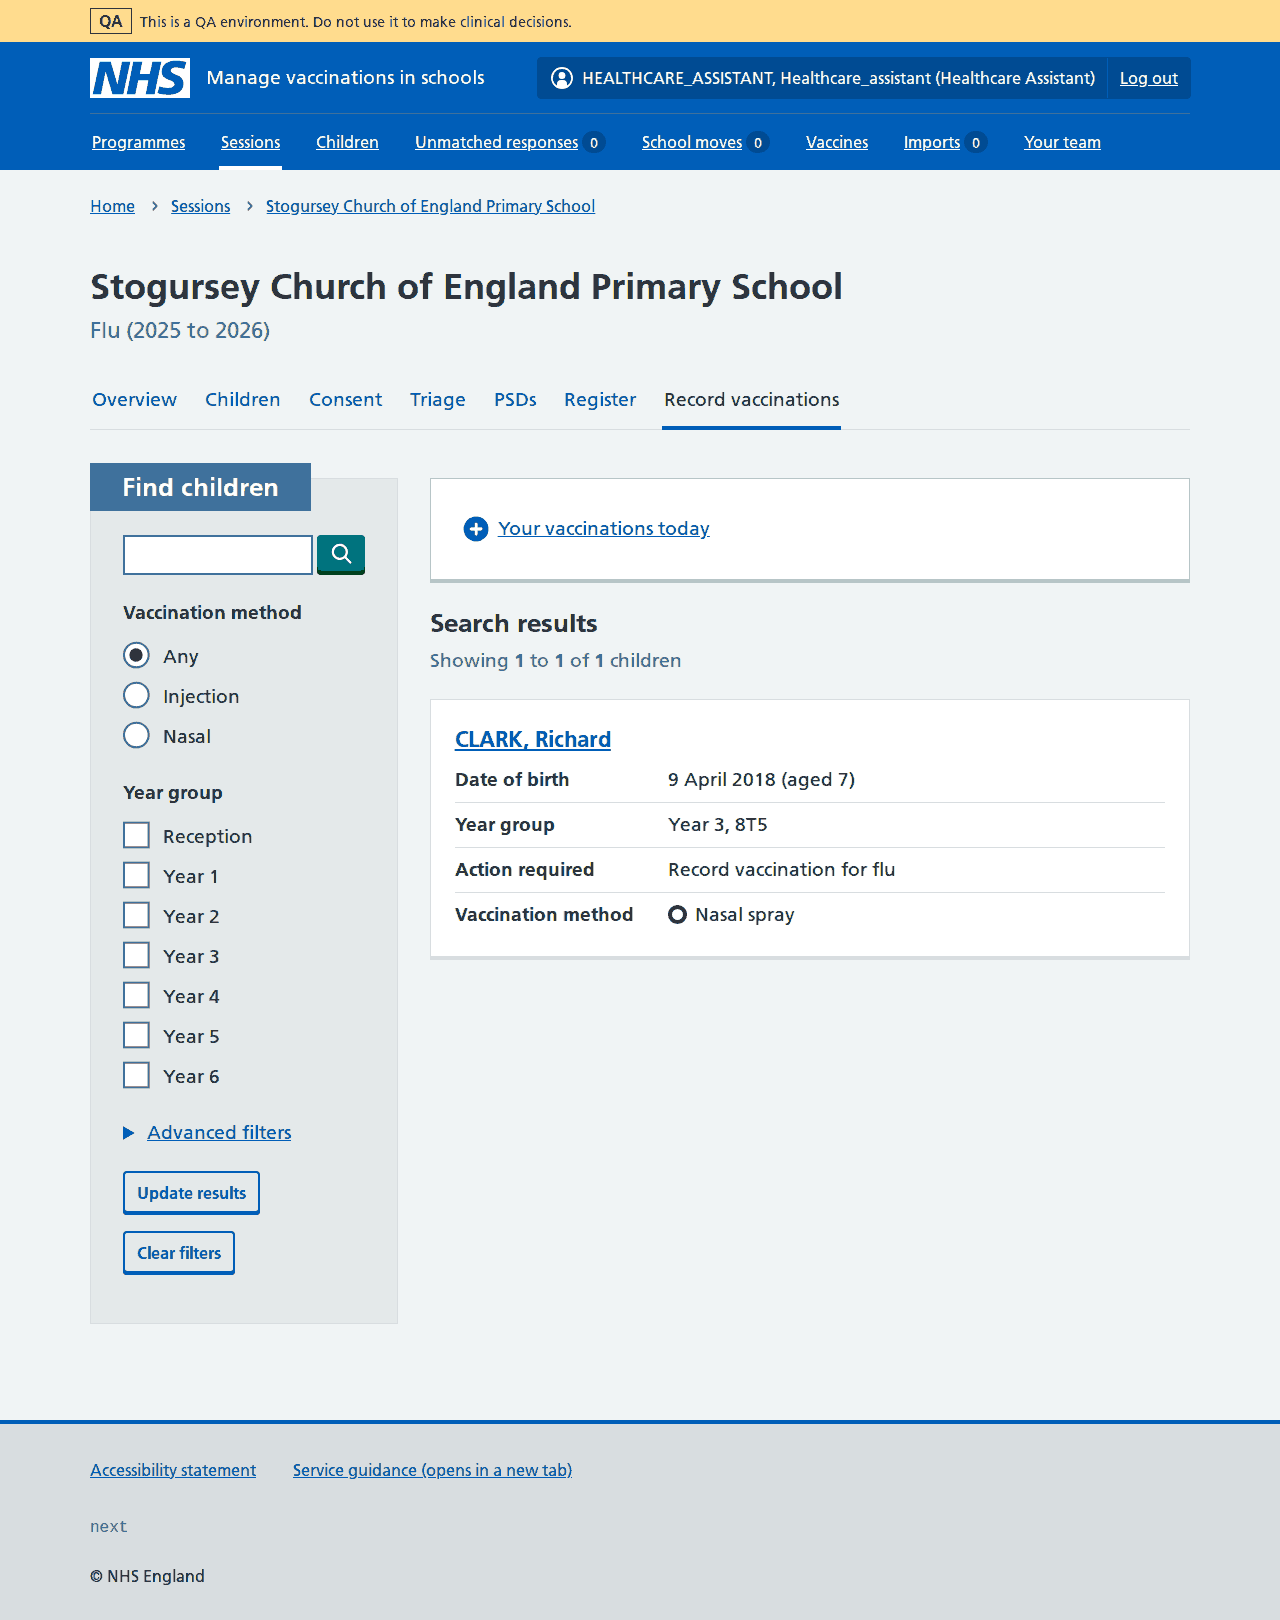 QA This is a QA environment. Do not use it to make clinical decisions.
NHS Manage vaccinations in schools HEALTHCARE_ASSISTANT, Healthcare_assistant (Healthcare Assistant) Log out
Programmes Sessions Children Unmatched responses 0 School moves 0 Vaccines Imports 0 Your team
Home Sessions Stogursey Church of England Primary School
Stogursey Church of England Primary School
Flu (2025 to 2026)
Overview Children Consent Triage PSDs Register Record vaccinations
Find children
Vaccination method
Any
Injection
Nasal
Year group
Reception
Year 1
Year 2
Year 3
Year 4
Year 5
Year 6
Advanced filters
Update results
Clear filters
Your vaccinations today
Search results
Showing 1 to 1 of 1 children
CLARK, Richard
Date of birth 9 April 2018 (aged 7)
Year group Year 3, 8T5
Action required Record vaccination for flu
Vaccination method Nasal spray
Accessibility statement Service guidance (opens in a new tab)
next
© NHS England